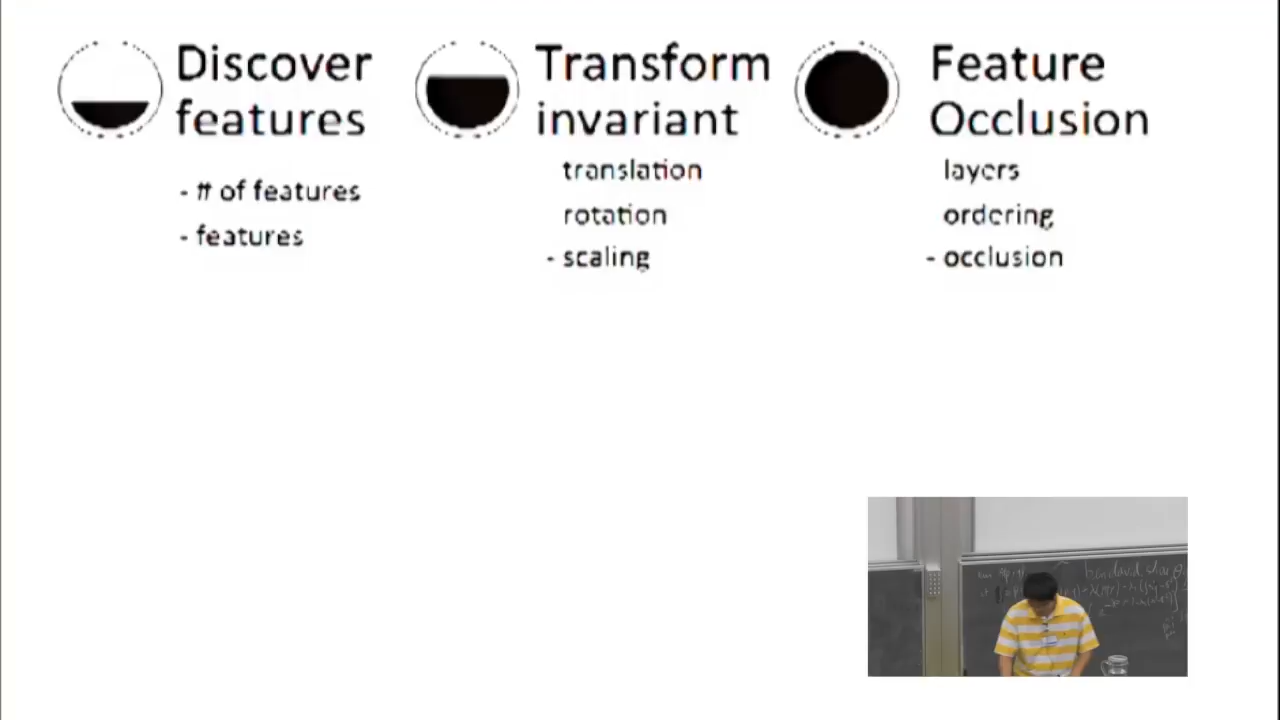 Discover
features
- # of features
- features
Transform
invariant
translation
rotation
- scaling
Feature
Occlusion
layers
ordering
- occlusion